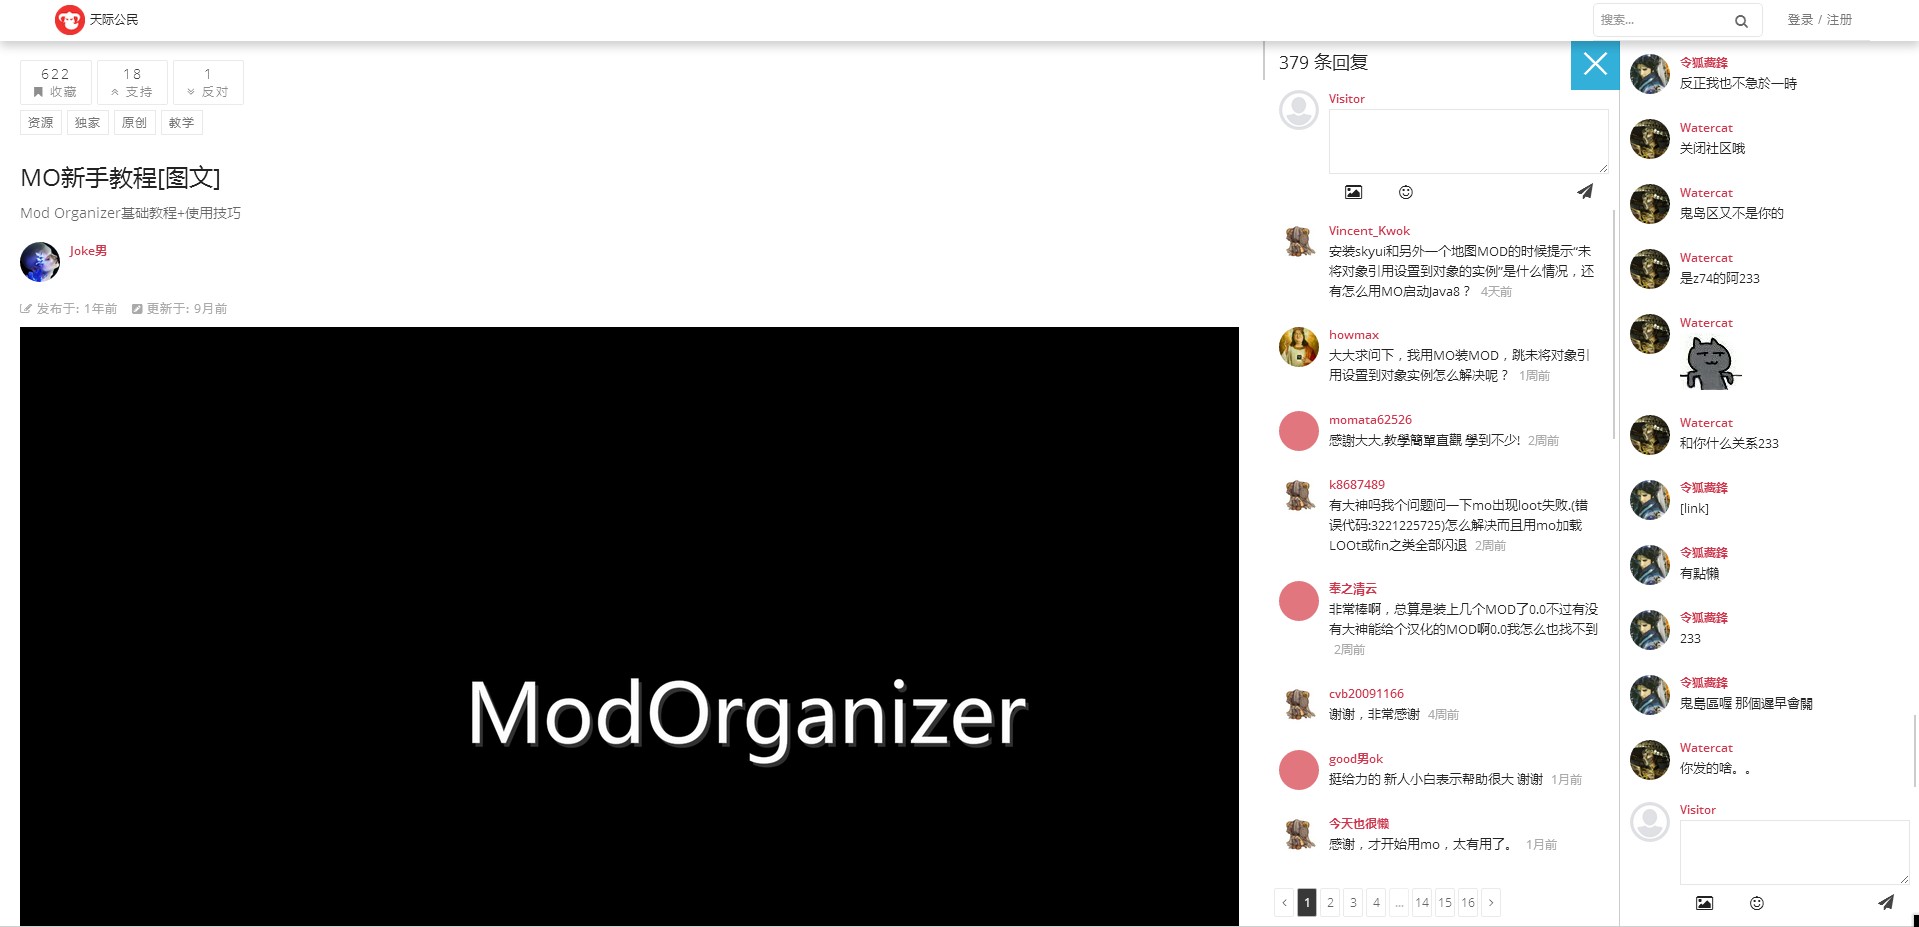 天际公民
搜索...
登录 / 注册
622
收藏
18
支持
1
反对
资源
独家
原创
教学
MO新手教程[图文]
Mod Organizer基础教程+使用技巧
Joke男
发布于: 1年前
更新于: 9月前
ModOrganizer
379 条回复
Visitor
Vincent_Kwok
安装skyui和另外一个地图MOD的时候提示“未
将对象引用设置到对象的实例”是什么情况，还
有怎么用MO启动Java8？ 4天前
howmax
大大求问下，我用MO装MOD，跳未将对象引
用设置到对象实例怎么解决呢？ 1周前
momata62526
感謝大大,教學簡單直觀 學到不少! 2周前
k8687489
有大神吗我个问题问一下mo出现loot失败.(错
误代码:3221225725)怎么解决而且用mo加载
LOOt或fin之类全部闪退 2周前
奉之清云
非常棒啊，总算是装上几个MOD了0.0不过有没
有大神能给个汉化的MOD啊0.0我怎么也找不到
2周前
cvb20091166
谢谢，非常感谢 4周前
good男ok
挺给力的 新人小白表示帮助很大 谢谢 1月前
今天也很懒
感谢，才开始用mo，太有用了。 1月前
‹ 1 2 3 4 ... 14 15 16 ›
令狐藏鋒
反正我也不急於一時
Watercat
关闭社区哦
Watercat
鬼岛区又不是你的
Watercat
是z74的阿233
Watercat
Watercat
和你什么关系233
令狐藏鋒
[link]
令狐藏鋒
有點懶
令狐藏鋒
233
令狐藏鋒
鬼島區喔 那個遲早會關
Watercat
你发的啥。。
Visitor